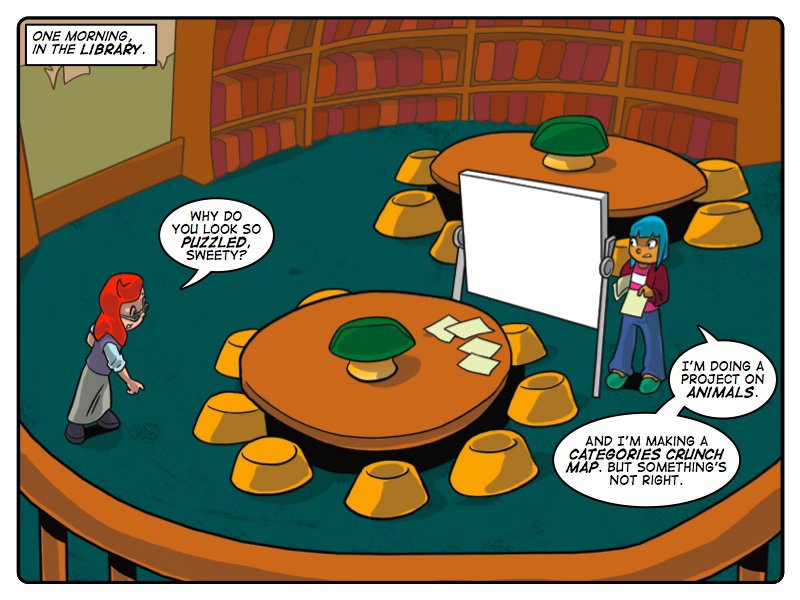 ONE MORNING,
IN THE LIBRARY.
WHY DO
YOU LOOK SO
PUZZLED,
SWEETY?
I'M DOING A
PROJECT ON
ANIMALS.
AND I'M MAKING A
CATEGORIES CRUNCH
MAP. BUT SOMETHING'S
NOT RIGHT.